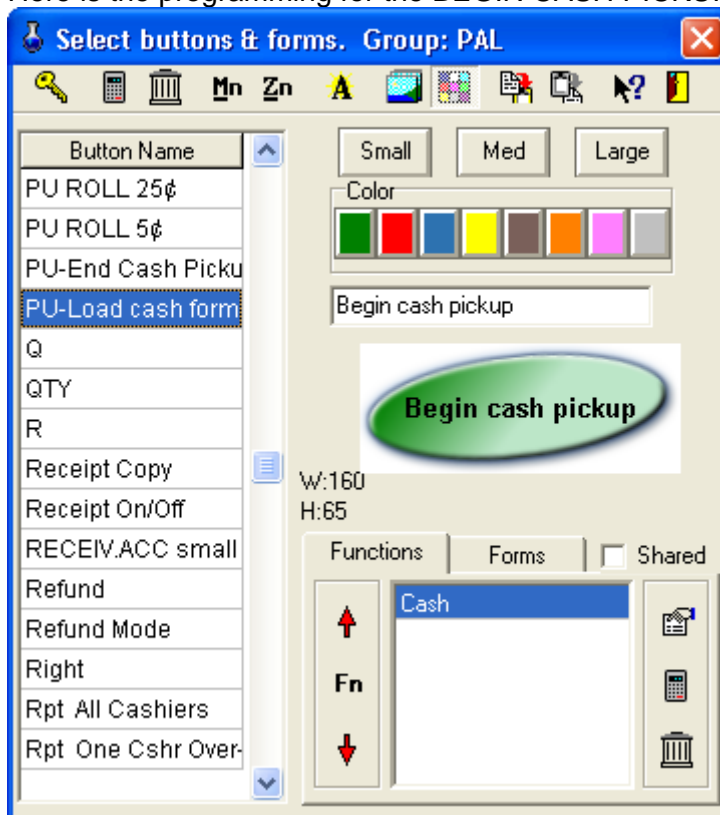 Select buttons & forms. Group: PAL
Mn Zn A
Button Name
PU ROLL 25¢
PU ROLL 5¢
PU-End Cash Picku
PU-Load cash form
Q
QTY
R
Receipt Copy
Receipt On/Off
RECEIV.ACC small
Refund
Refund Mode
Right
Rpt All Cashiers
Rpt One Cshr Over-
Small Med Large
Color
Begin cash pickup
Begin cash pickup
W:160
H:65
Functions Forms Shared
Cash
Fn